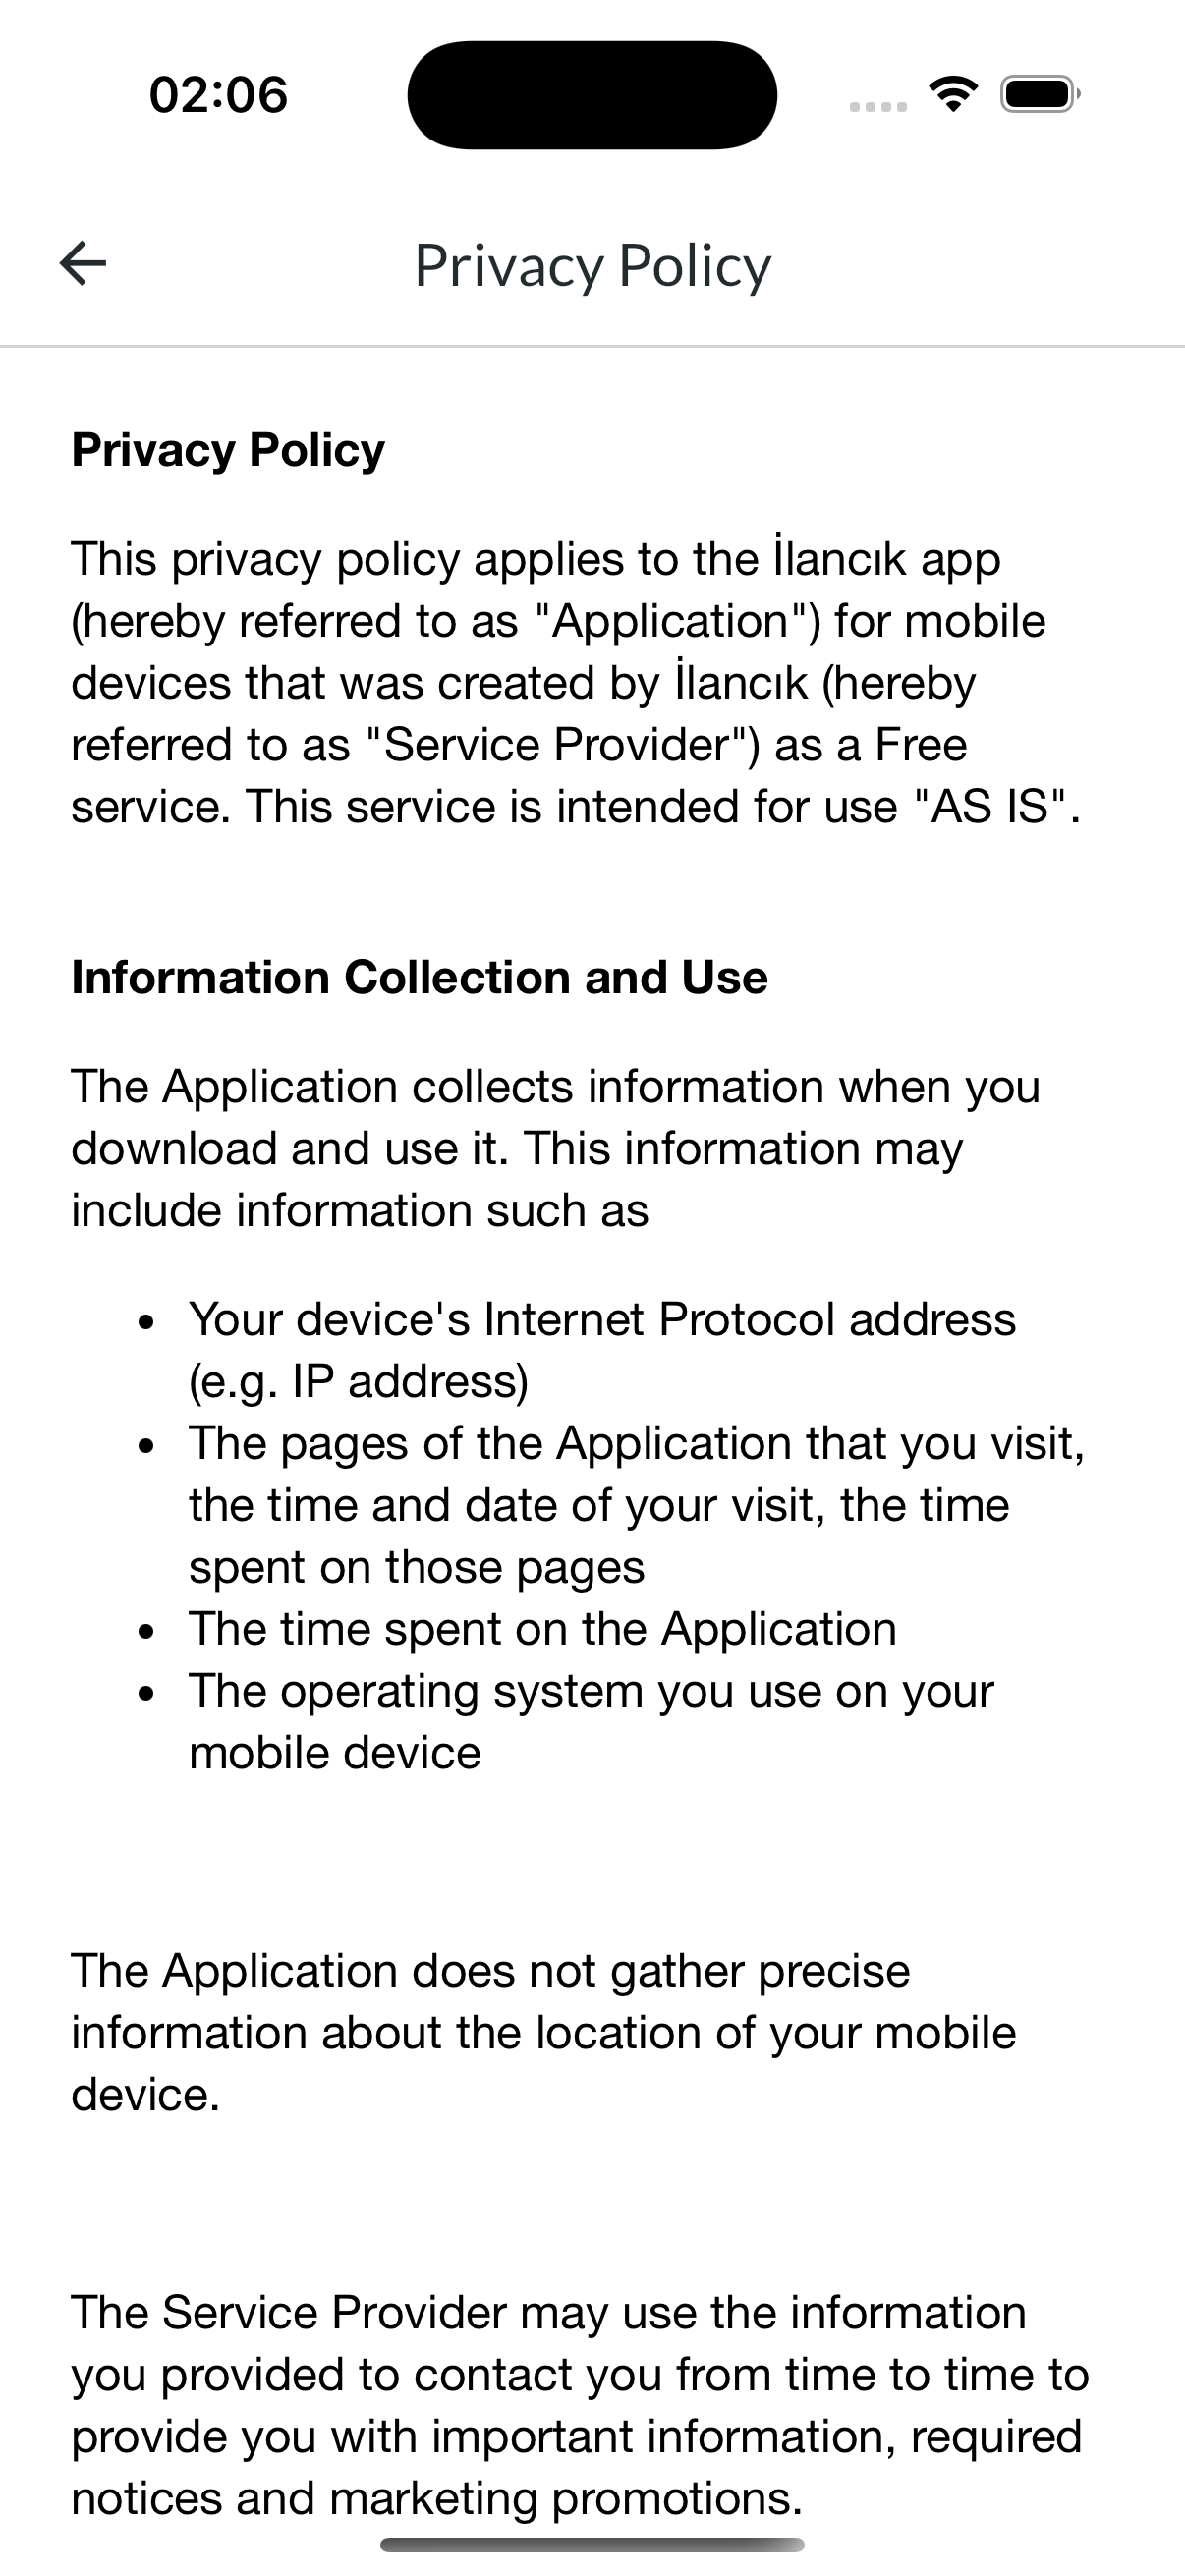 02:06
Privacy Policy
Privacy Policy
This privacy policy applies to the İlancık app
(hereby referred to as "Application") for mobile
devices that was created by İlancık (hereby
referred to as "Service Provider") as a Free
service. This service is intended for use "AS IS".
Information Collection and Use
The Application collects information when you
download and use it. This information may
include information such as
• Your device's Internet Protocol address
(e.g. IP address)
• The pages of the Application that you visit,
the time and date of your visit, the time
spent on those pages
• The time spent on the Application
• The operating system you use on your
mobile device
The Application does not gather precise
information about the location of your mobile
device.
The Service Provider may use the information
you provided to contact you from time to time to
provide you with important information, required
notices and marketing promotions.